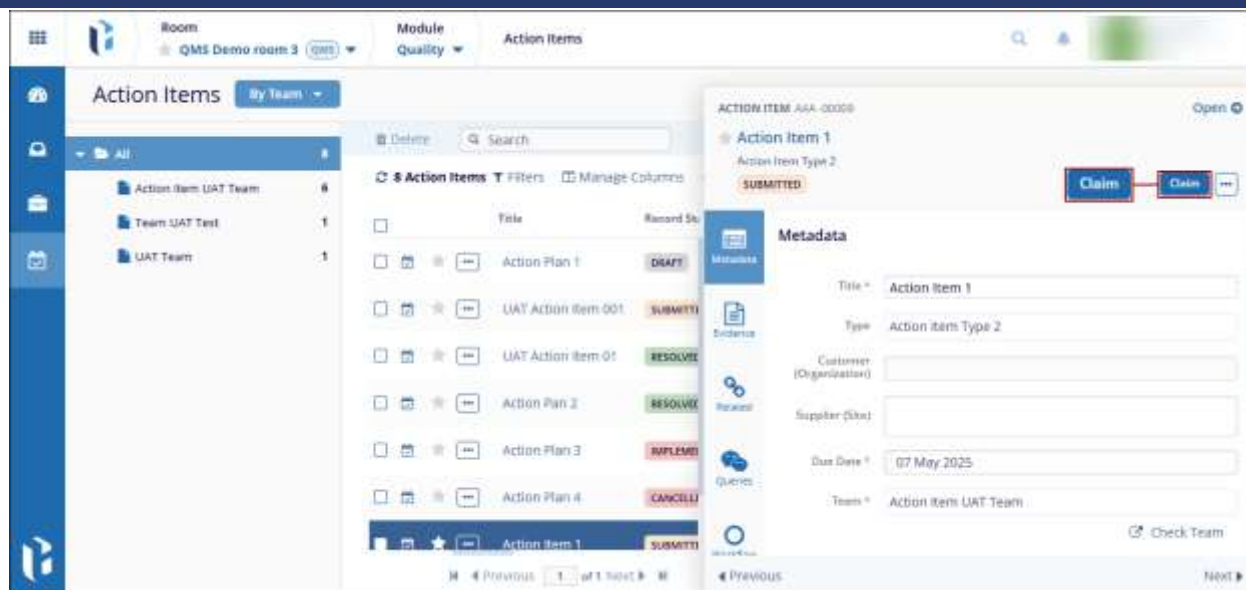 Room
QMS Demo room 3 QMS
Module
Quality
Action Items
Action Items
By Team
All 8
Action Item UAT Team 6
Team UAT Test 1
UAT Team 1
Delete
Search
8 Action Items Filters Manage Columns
Title
Action Plan 1 DRAFT
UAT Action Item 001 SUBMITT
UAT Action Item 01 RESOLVED
Action Plan 2 RESOLVED
Action Plan 3 IMPLEME
Action Plan 4 CANCELL
Action Item 1 SUBMITT
Previous 1 of 1 Next
ACTION ITEM
Open
Action Item 1
Action Item Type 2
SUBMITTED
Claim
Claim
Metadata
Evidence
Related
Queries
Metadata
Title * Action Item 1
Type Action Item Type 2
Customer
(Organization)
Supplier (Site)
Due Date * 07 May 2025
Team * Action Item UAT Team
Check Team
Previous
Next